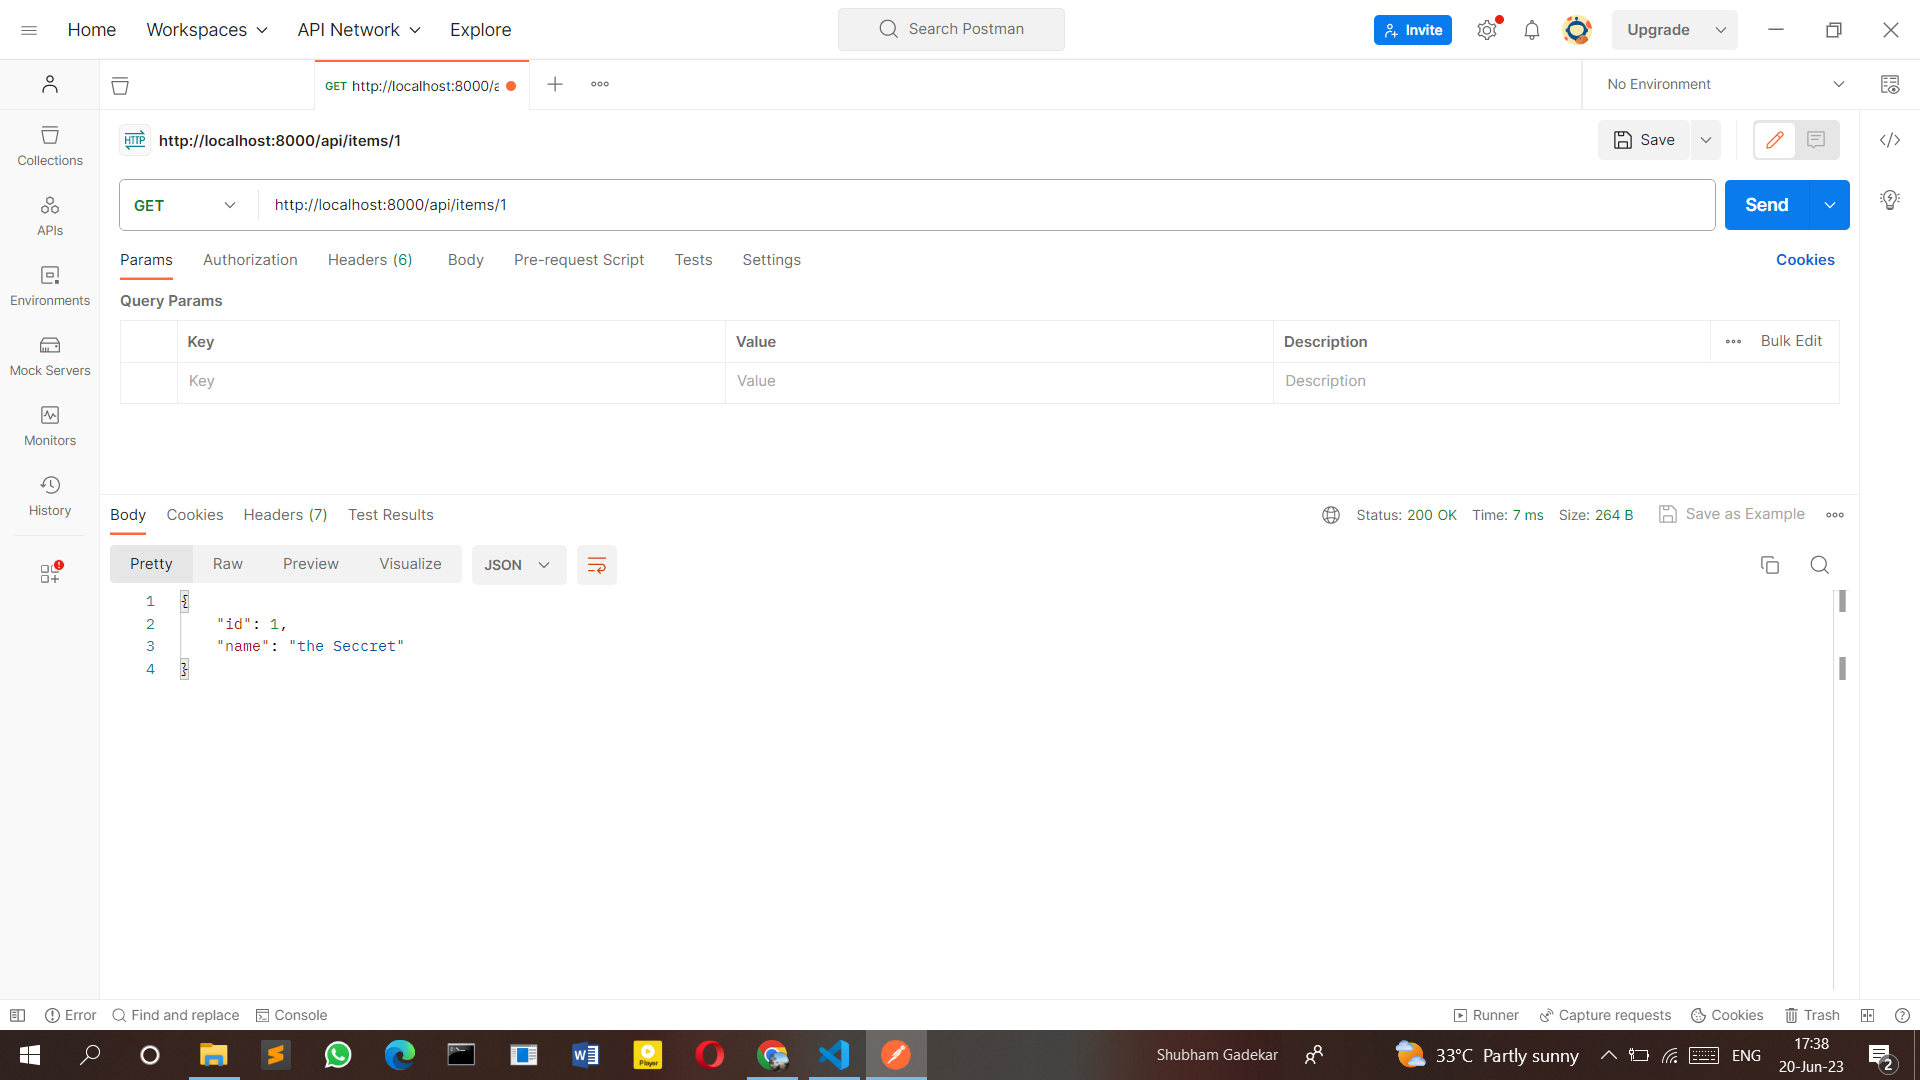 Home Workspaces API Network Explore Search Postman Invite Upgrade
GET http://localhost:8000/a No Environment
HTTP http://localhost:8000/api/items/1 Save
GET http://localhost:8000/api/items/1 Send
Params Authorization Headers (6) Body Pre-request Script Tests Settings Cookies
Query Params
Key Value Description Bulk Edit
Key Value Description
Collections
APIs
Environments
Mock Servers
Monitors
History
Body Cookies Headers (7) Test Results Status: 200 OK Time: 7 ms Size: 264 B Save as Example
Pretty Raw Preview Visualize JSON
1 {
2 "id": 1,
3 "name": "the Seccret"
4 }
Error Find and replace Console Runner Capture requests Cookies Trash
Player Shubham Gadekar 33°C Partly sunny ENG 17:38
20-Jun-23 2